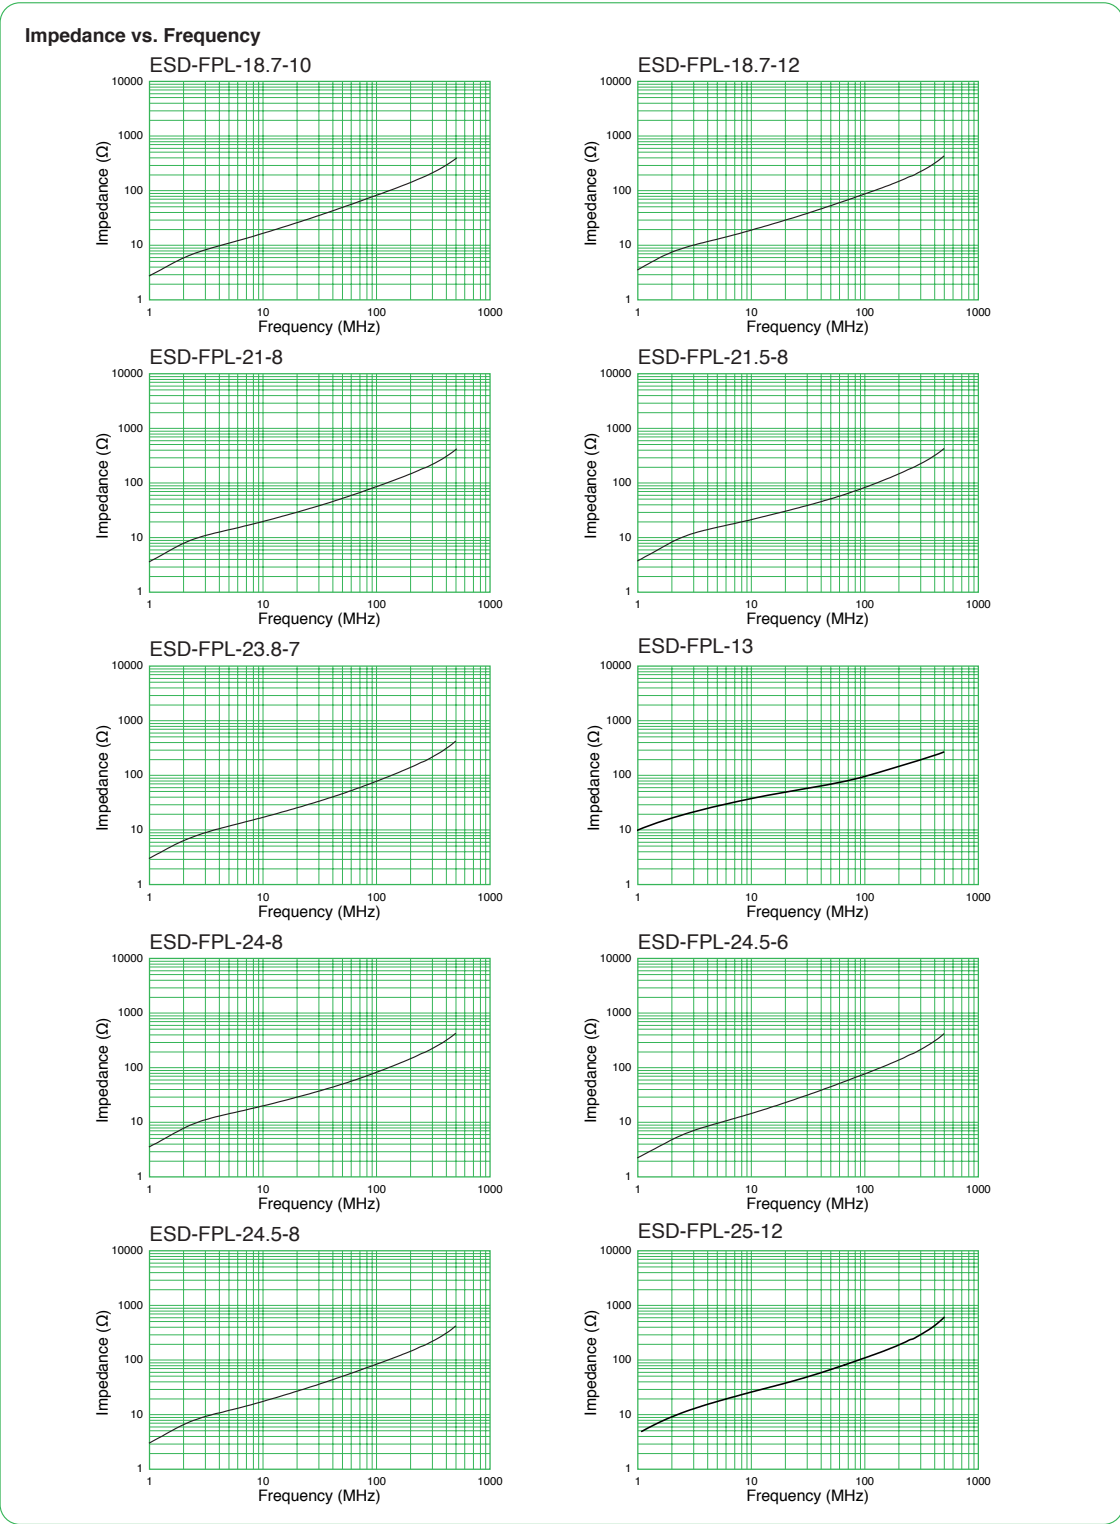 Impedance vs. Frequency
ESD-FPL-18.7-10
10000
1000
100
10
1
Impedance (Ω)
1 10 100 1000
Frequency (MHz)
ESD-FPL-18.7-12
10000
1000
100
10
1
Impedance (Ω)
1 10 100 1000
Frequency (MHz)
ESD-FPL-21-8
10000
1000
100
10
1
Impedance (Ω)
1 10 100 1000
Frequency (MHz)
ESD-FPL-21.5-8
10000
1000
100
10
1
Impedance (Ω)
1 10 100 1000
Frequency (MHz)
ESD-FPL-23.8-7
10000
1000
100
10
1
Impedance (Ω)
1 10 100 1000
Frequency (MHz)
ESD-FPL-13
10000
1000
100
10
1
Impedance (Ω)
1 10 100 1000
Frequency (MHz)
ESD-FPL-24-8
10000
1000
100
10
1
Impedance (Ω)
1 10 100 1000
Frequency (MHz)
ESD-FPL-24.5-6
10000
1000
100
10
1
Impedance (Ω)
1 10 100 1000
Frequency (MHz)
ESD-FPL-24.5-8
10000
1000
100
10
1
Impedance (Ω)
1 10 100 1000
Frequency (MHz)
ESD-FPL-25-12
10000
1000
100
10
1
Impedance (Ω)
1 10 100 1000
Frequency (MHz)